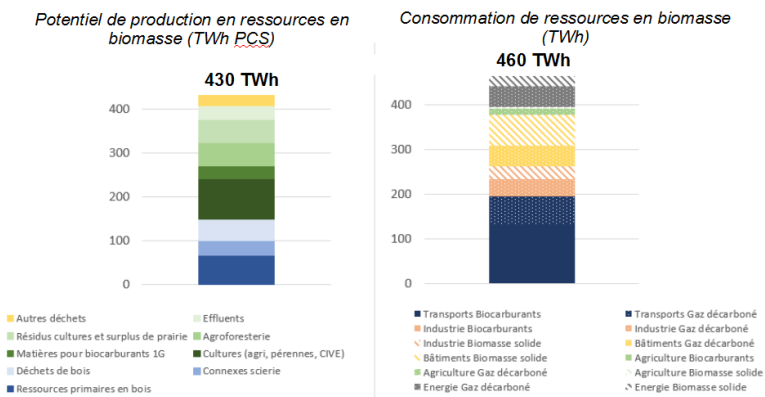 Potentiel de production en ressources en
biomasse (TWh PCS)
430 TWh
400
300
200
100
0
Autres déchets
Effluents
Résidus cultures et surplus de prairie
Agroforesterie
Matières pour biocarburants 1G
Cultures (agri, pérennes, CIVE)
Déchets de bois
Connexes scierie
Ressources primaires en bois
Consommation de ressources en biomasse
(TWh)
460 TWh
400
300
200
100
0
Transports Biocarburants
Transports Gaz décarboné
Industrie Biocarburants
Industrie Gaz décarboné
Industrie Biomasse solide
Bâtiments Gaz décarboné
Bâtiments Biomasse solide
Agriculture Biocarburants
Agriculture Gaz décarboné
Agriculture Biomasse solide
Energie Gaz décarboné
Energie Biomasse solide